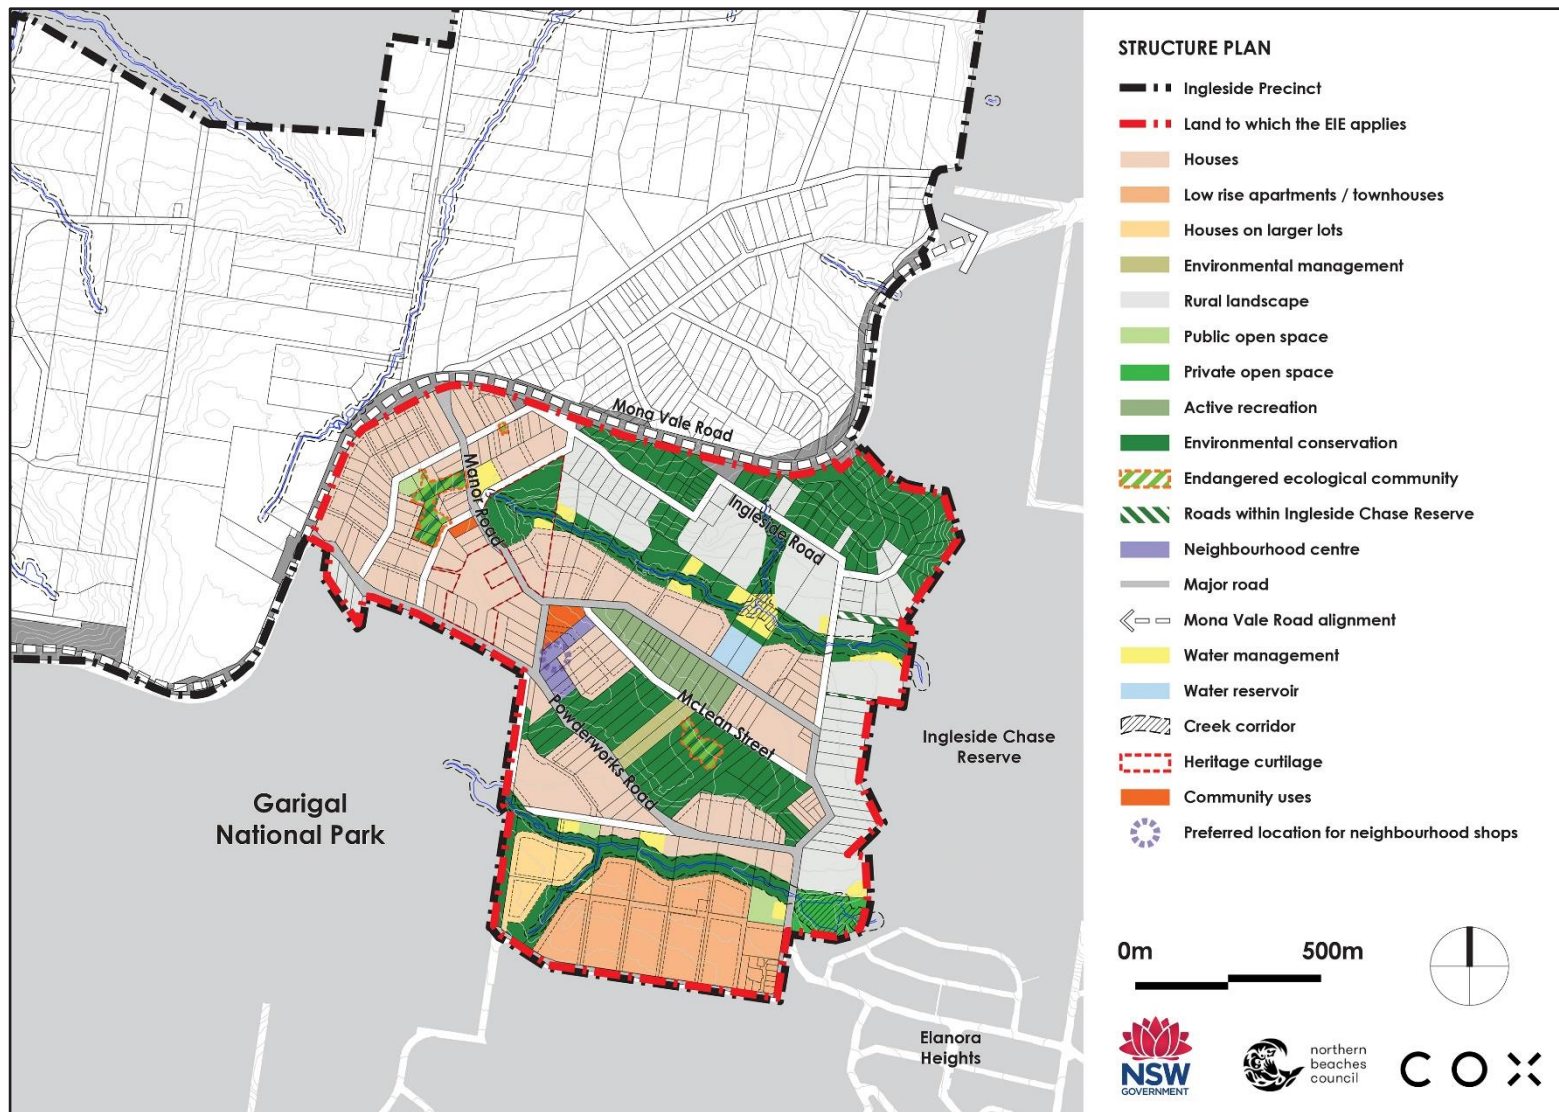 Mona Vale Road
Manor Road
Ingleside Road
McLean Street
Powderworks Road
Ingleside Chase
Reserve
Garigal
National Park
Elanora
Heights
STRUCTURE PLAN
Ingleside Precinct
Land to which the EIE applies
Houses
Low rise apartments / townhouses
Houses on larger lots
Environmental management
Rural landscape
Public open space
Private open space
Active recreation
Environmental conservation
Endangered ecological community
Roads within Ingleside Chase Reserve
Neighbourhood centre
Major road
Mona Vale Road alignment
Water management
Water reservoir
Creek corridor
Heritage curtilage
Community uses
Preferred location for neighbourhood shops
0m 500m
NSW
GOVERNMENT
northern
beaches
council
COX